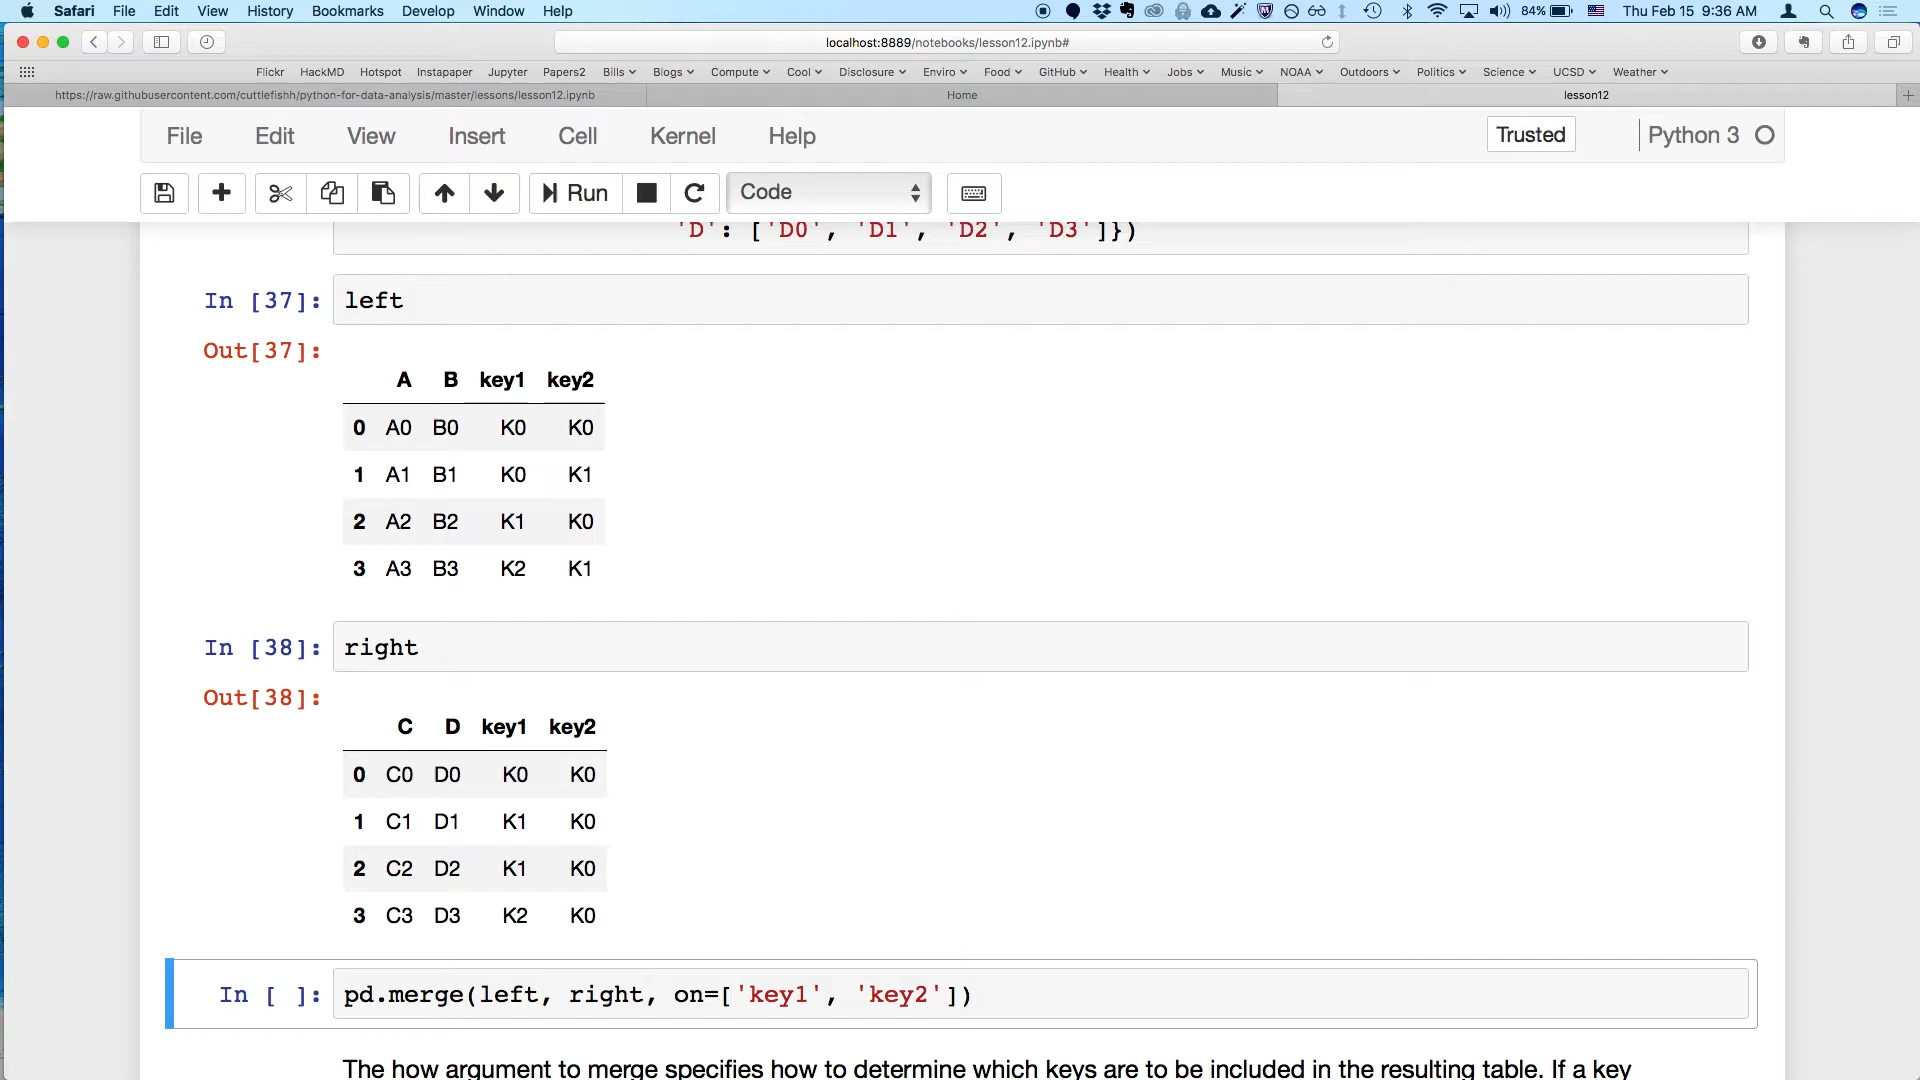 Safari File Edit View History Bookmarks Develop Window Help 84% Thu Feb 15 9:36 AM
localhost:8889/notebooks/lesson12.ipynb#
Flickr HackMD Hotspot Instapaper Jupyter Papers2 Bills Blogs Compute Cool Disclosure Enviro Food GitHub Health Jobs Music NOAA Outdoors Politics Science UCSD Weather
https://raw.githubusercontent.com/cuttlefishh/python-for-data-analysis/master/lessons/lesson12.ipynb Home lesson12
File Edit View Insert Cell Kernel Help Trusted Python 3
Run Code
'D': ['D0', 'D1', 'D2', 'D3']})
In [37]: left
Out[37]:
A B key1 key2
0 A0 B0 K0 K0
1 A1 B1 K0 K1
2 A2 B2 K1 K0
3 A3 B3 K2 K1
In [38]: right
Out[38]:
C D key1 key2
0 C0 D0 K0 K0
1 C1 D1 K1 K0
2 C2 D2 K1 K0
3 C3 D3 K2 K0
In [ ]: pd.merge(left, right, on=['key1', 'key2'])
The how argument to merge specifies how to determine which keys are to be included in the resulting table. If a key